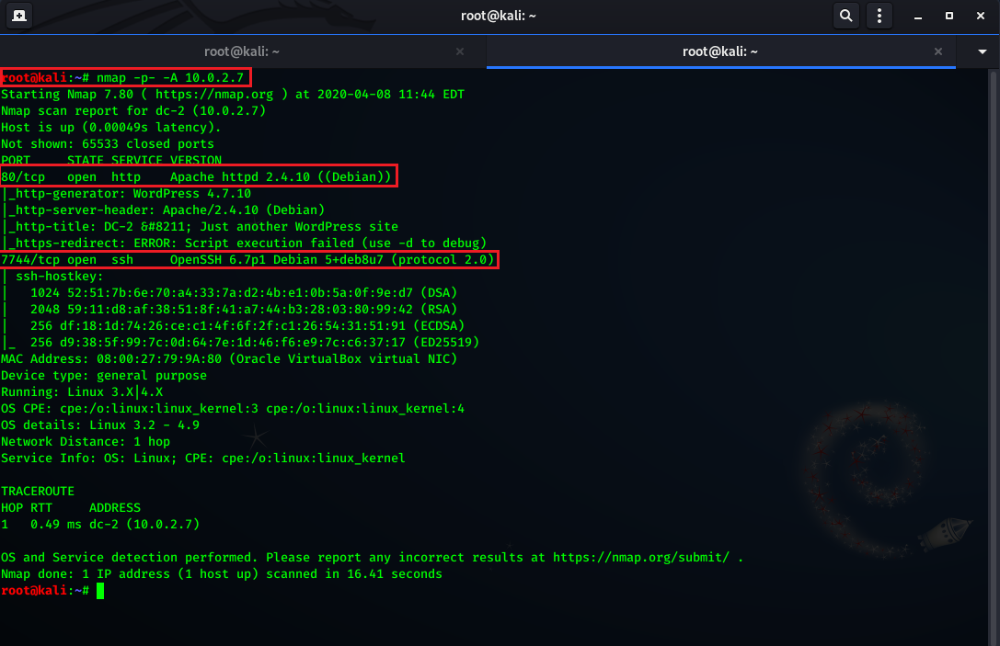 root@kali: ~
root@kali: ~
root@kali: ~
root@kali:~# nmap -p- -A 10.0.2.7
Starting Nmap 7.80 ( https://nmap.org ) at 2020-04-08 11:44 EDT
Nmap scan report for dc-2 (10.0.2.7)
Host is up (0.00049s latency).
Not shown: 65533 closed ports
PORT     STATE SERVICE VERSION
80/tcp   open  http    Apache httpd 2.4.10 ((Debian))
|_http-generator: WordPress 4.7.10
|_http-server-header: Apache/2.4.10 (Debian)
|_http-title: DC-2 &#8211; Just another WordPress site
|_https-redirect: ERROR: Script execution failed (use -d to debug)
7744/tcp open  ssh     OpenSSH 6.7p1 Debian 5+deb8u7 (protocol 2.0)
| ssh-hostkey:
|   1024 52:51:7b:6e:70:a4:33:7a:d2:4b:e1:0b:5a:0f:9e:d7 (DSA)
|   2048 59:11:d8:af:38:51:8f:41:a7:44:b3:28:03:80:99:42 (RSA)
|   256 df:18:1d:74:26:ce:c1:4f:6f:2f:c1:26:54:31:51:91 (ECDSA)
|_  256 d9:38:5f:99:7c:0d:64:7e:1d:46:f6:e9:7c:c6:37:17 (ED25519)
MAC Address: 08:00:27:79:9A:80 (Oracle VirtualBox virtual NIC)
Device type: general purpose
Running: Linux 3.X|4.X
OS CPE: cpe:/o:linux:linux_kernel:3 cpe:/o:linux:linux_kernel:4
OS details: Linux 3.2 - 4.9
Network Distance: 1 hop
Service Info: OS: Linux; CPE: cpe:/o:linux:linux_kernel
TRACEROUTE
HOP RTT     ADDRESS
1   0.49 ms dc-2 (10.0.2.7)
OS and Service detection performed. Please report any incorrect results at https://nmap.org/submit/ .
Nmap done: 1 IP address (1 host up) scanned in 16.41 seconds
root@kali:~#